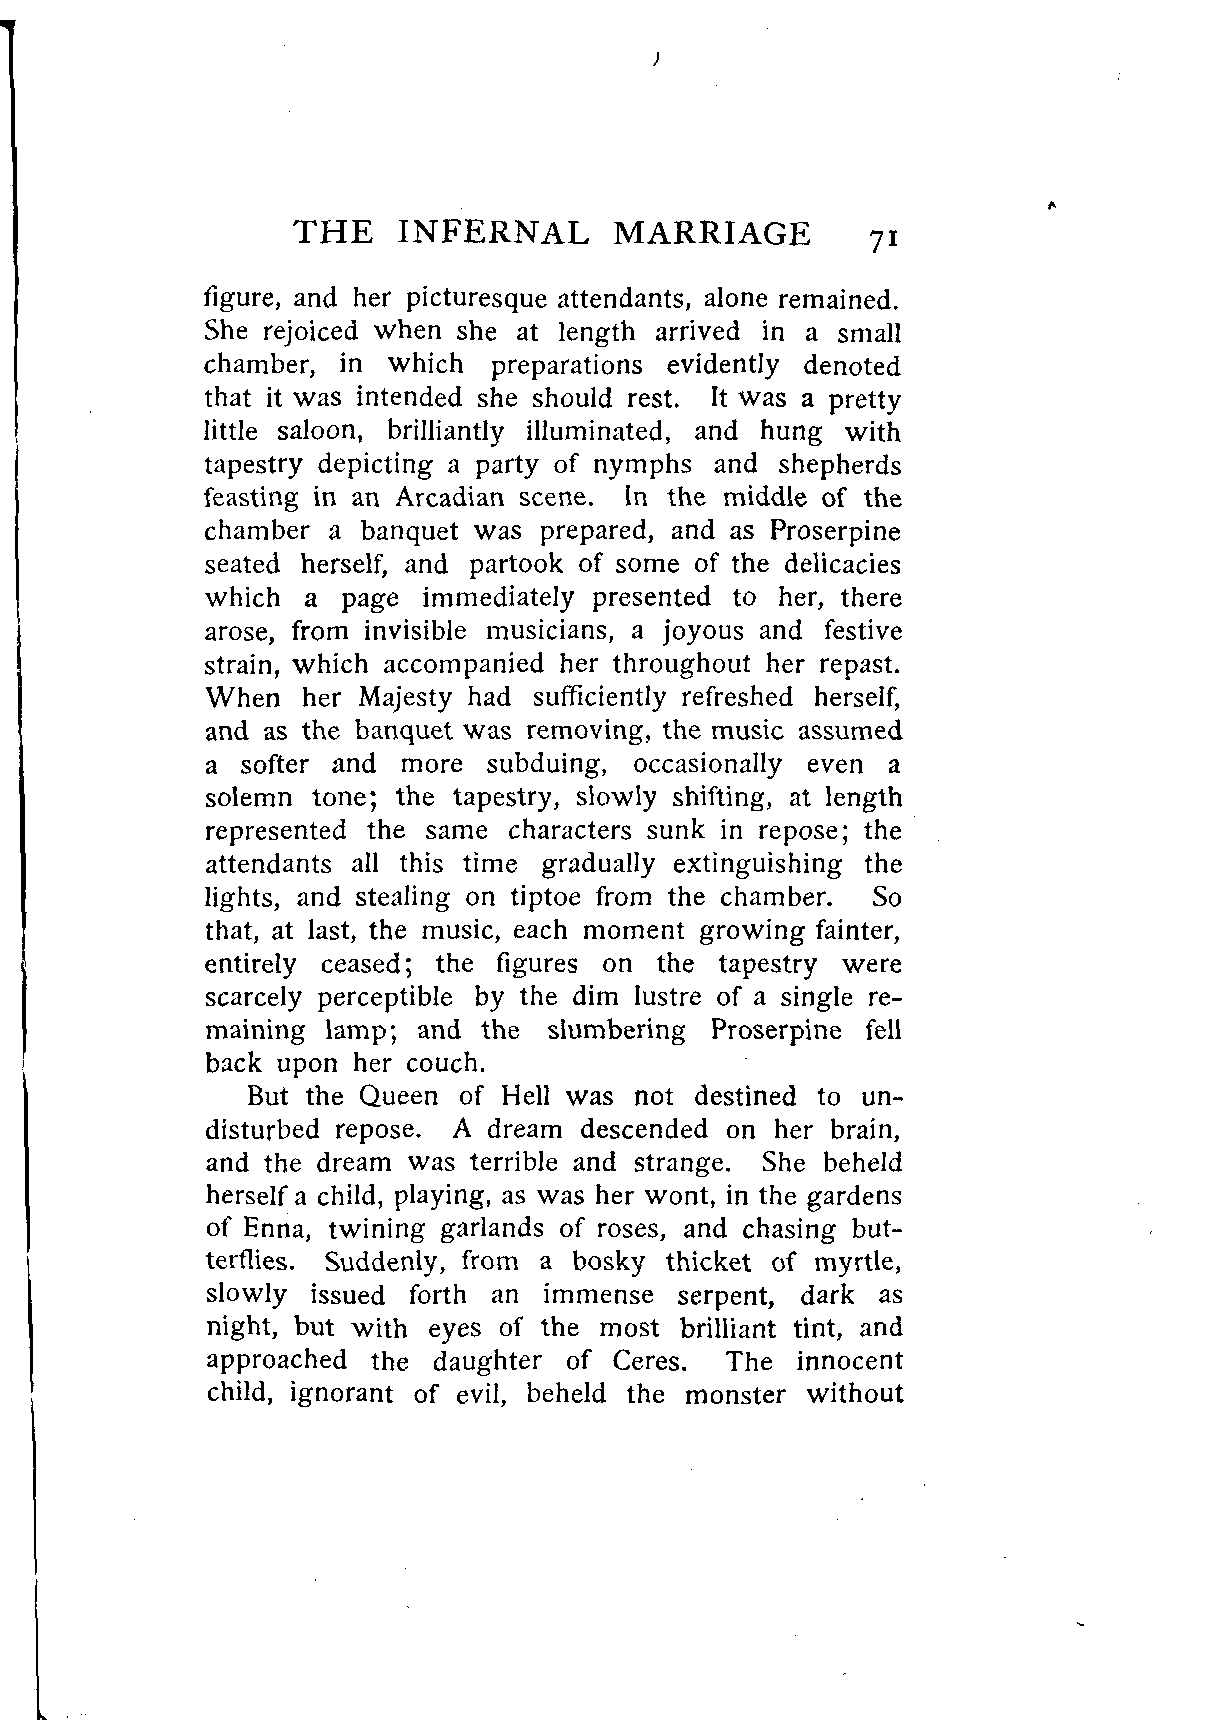 THE INFERNAL MARRIAGE 71
figure, and her picturesque attendants, alone remained.
She rejoiced when she at length arrived in a small
chamber, in which preparations evidently denoted
that it was intended she should rest. It was a pretty
little saloon, brilliantly illuminated, and hung with
tapestry depicting a party of nymphs and shepherds
feasting in an Arcadian scene. In the middle of the
chamber a banquet was prepared, and as Proserpine
seated herself, and partook of some of the delicacies
which a page immediately presented to her, there
arose, from invisible musicians, a joyous and festive
strain, which accompanied her throughout her repast.
When her Majesty had sufficiently refreshed herself,
and as the banquet was removing, the music assumed
a softer and more subduing, occasionally even a
solemn tone; the tapestry, slowly shifting, at length
represented the same characters sunk in repose; the
attendants all this time gradually extinguishing the
lights, and stealing on tiptoe from the chamber. So
that, at last, the music, each moment growing fainter,
entirely ceased; the figures on the tapestry were
scarcely perceptible by the dim lustre of a single re-
maining lamp; and the slumbering Proserpine fell
back upon her couch.
But the Queen of Hell was not destined to un-
disturbed repose. A dream descended on her brain,
and the dream was terrible and strange. She beheld
herself a child, playing, as was her wont, in the gardens
of Enna, twining garlands of roses, and chasing but-
terflies. Suddenly, from a bosky thicket of myrtle,
slowly issued forth an immense serpent, dark as
night, but with eyes of the most brilliant tint, and
approached the daughter of Ceres. The innocent
child, ignorant of evil, beheld the monster without